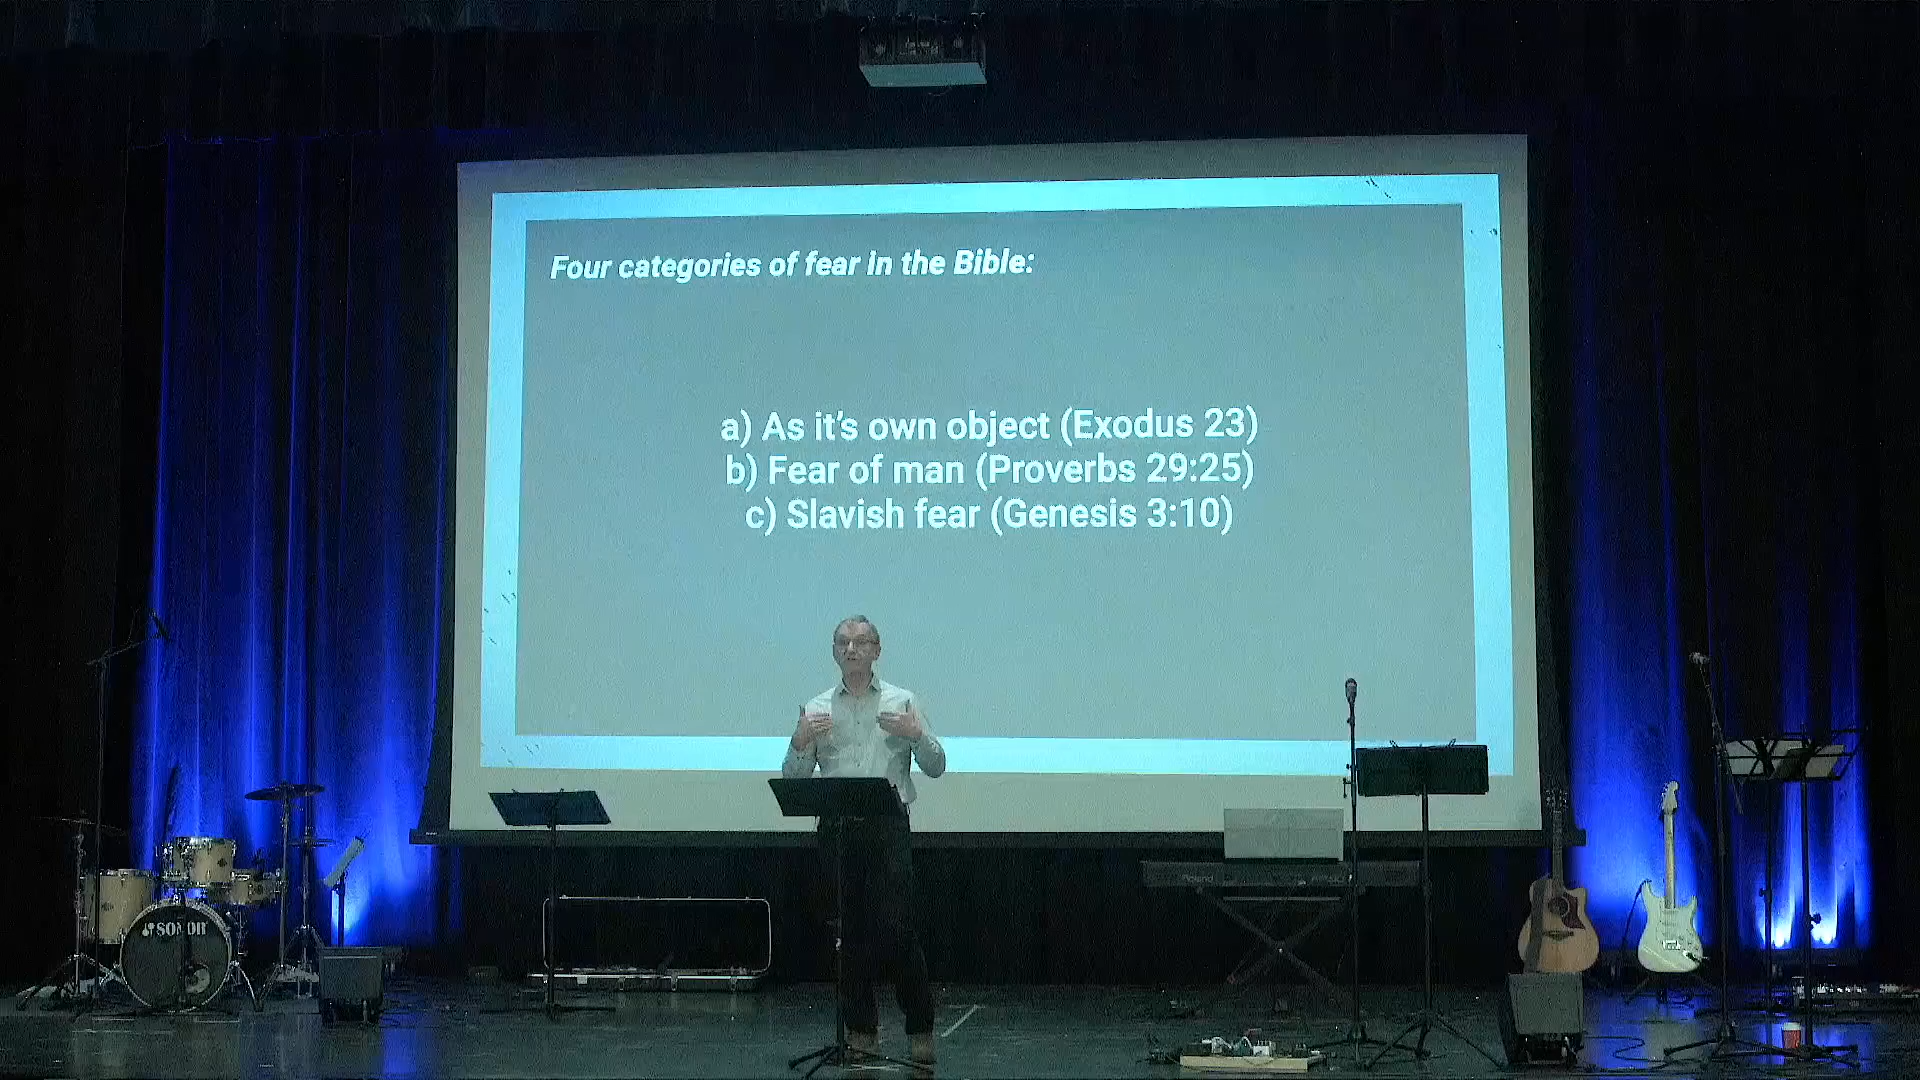 Four categories of fear in the Bible:
a) As it's own object (Exodus 23)
b) Fear of man (Proverbs 29:25)
c) Slavish fear (Genesis 3:10)
SONOR
Roland